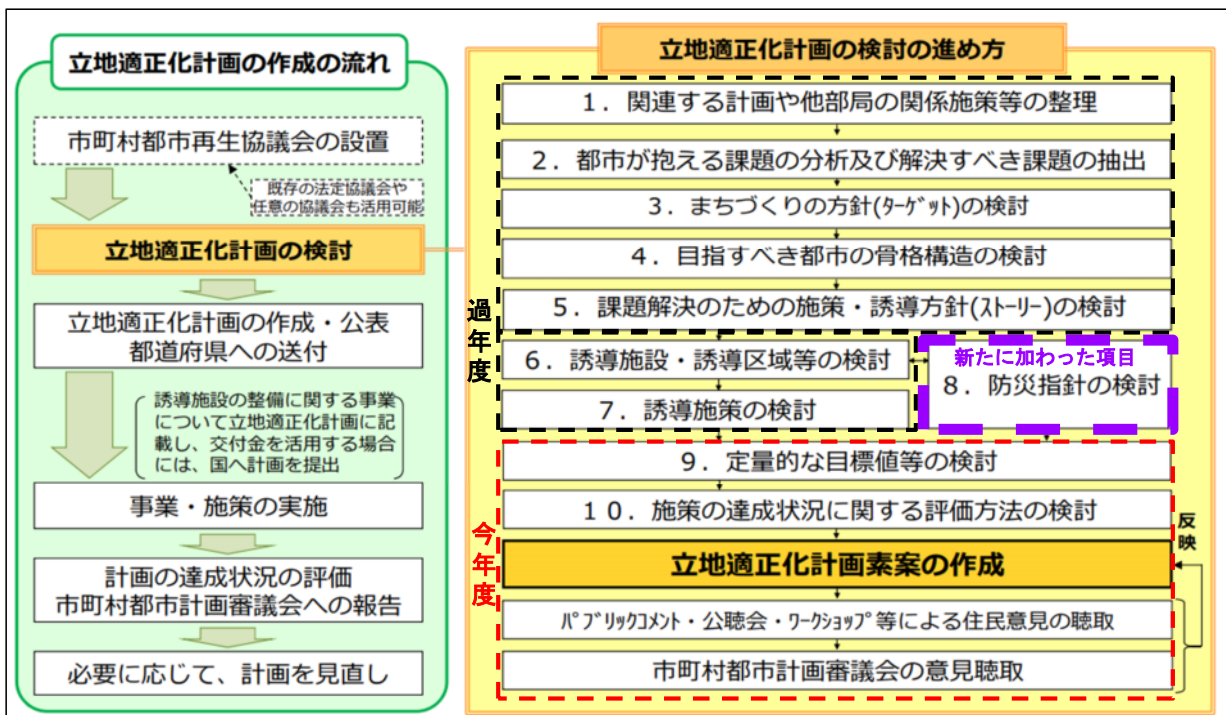 立地適正化計画の作成の流れ
市町村都市再生協議会の設置
既存の法定協議会や
任意の協議会も活用可能
立地適正化計画の検討
立地適正化計画の作成・公表
都道府県への送付
誘導施設の整備に関する事業
について立地適正化計画に記
載し、交付金を活用する場合
には、国へ計画を提出
事業・施策の実施
計画の達成状況の評価
市町村都市計画審議会への報告
必要に応じて、計画を見直し
立地適正化計画の検討の進め方
過年度
1．関連する計画や他部局の関係施策等の整理
2．都市が抱える課題の分析及び解決すべき課題の抽出
3．まちづくりの方針(ﾀｰｹﾞｯﾄ)の検討
4．目指すべき都市の骨格構造の検討
5．課題解決のための施策・誘導方針(ｽﾄｰﾘｰ)の検討
6．誘導施設・誘導区域等の検討
新たに加わった項目
8．防災指針の検討
7．誘導施策の検討
今年度
9．定量的な目標値等の検討
10．施策の達成状況に関する評価方法の検討
立地適正化計画素案の作成
反映
ﾊﾟﾌﾞﾘｯｸｺﾒﾝﾄ・公聴会・ﾜｰｸｼｮｯﾌﾟ等による住民意見の聴取
市町村都市計画審議会の意見聴取